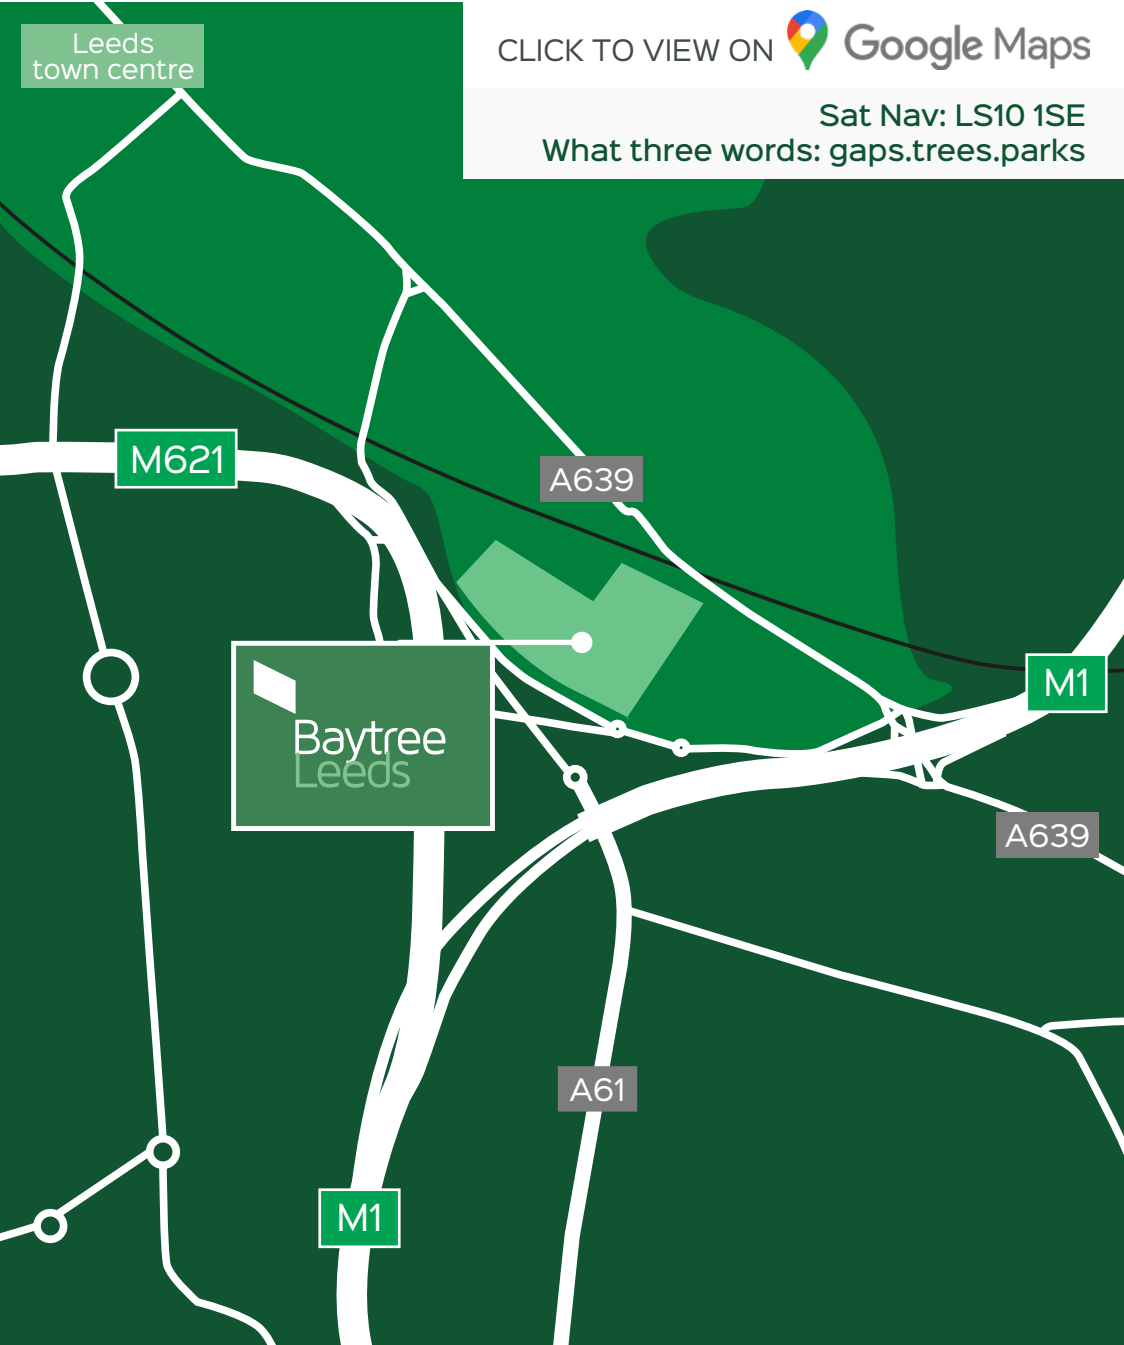 Leeds
town centre
CLICK TO VIEW ON Google Maps
Sat Nav: LS10 1SE
What three words: gaps.trees.parks
M621
A639
M1
Baytree
Leeds
A639
A61
M1